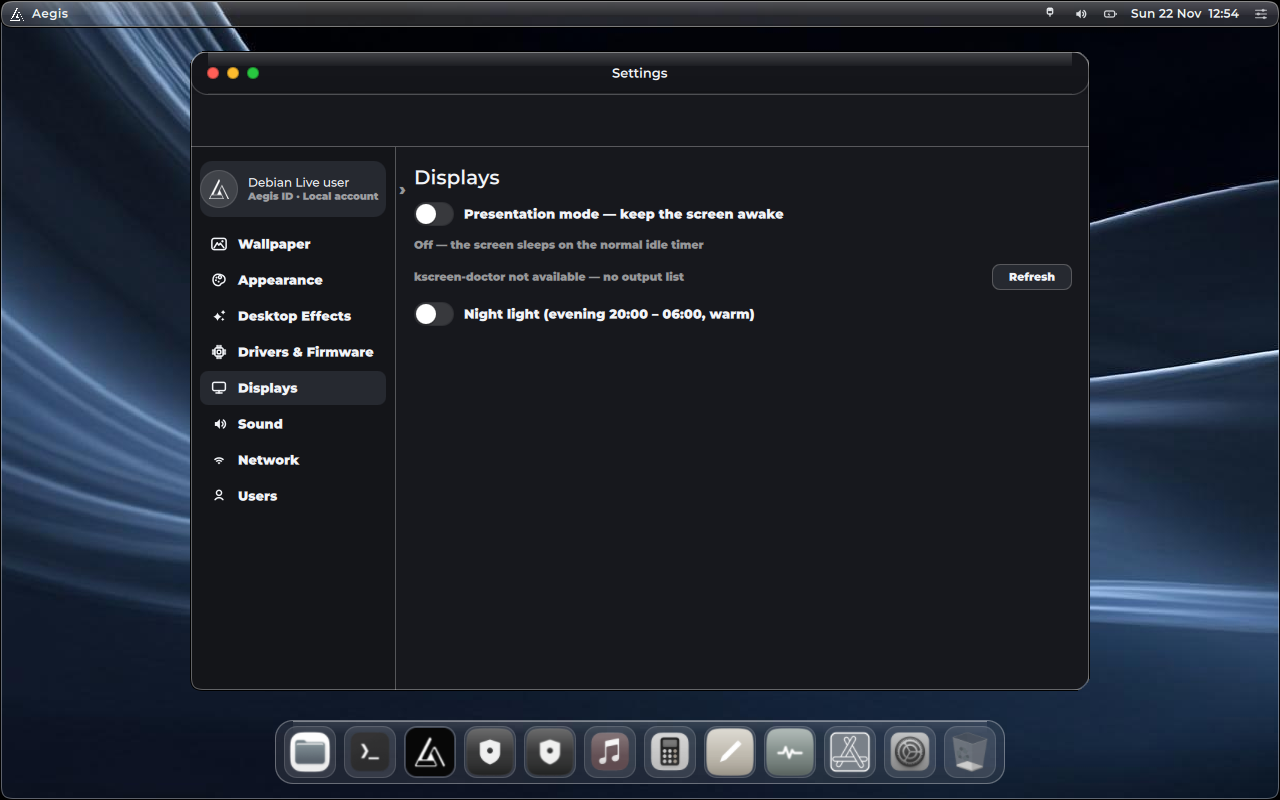 Aegis
Sun 22 Nov 12:54
Settings
Debian Live user
Aegis ID • Local account
Wallpaper
Appearance
Desktop Effects
Drivers & Firmware
Displays
Sound
Network
Users
Displays
Presentation mode — keep the screen awake
Off — the screen sleeps on the normal idle timer
kscreen-doctor not available — no output list
Refresh
Night light (evening 20:00 – 06:00, warm)